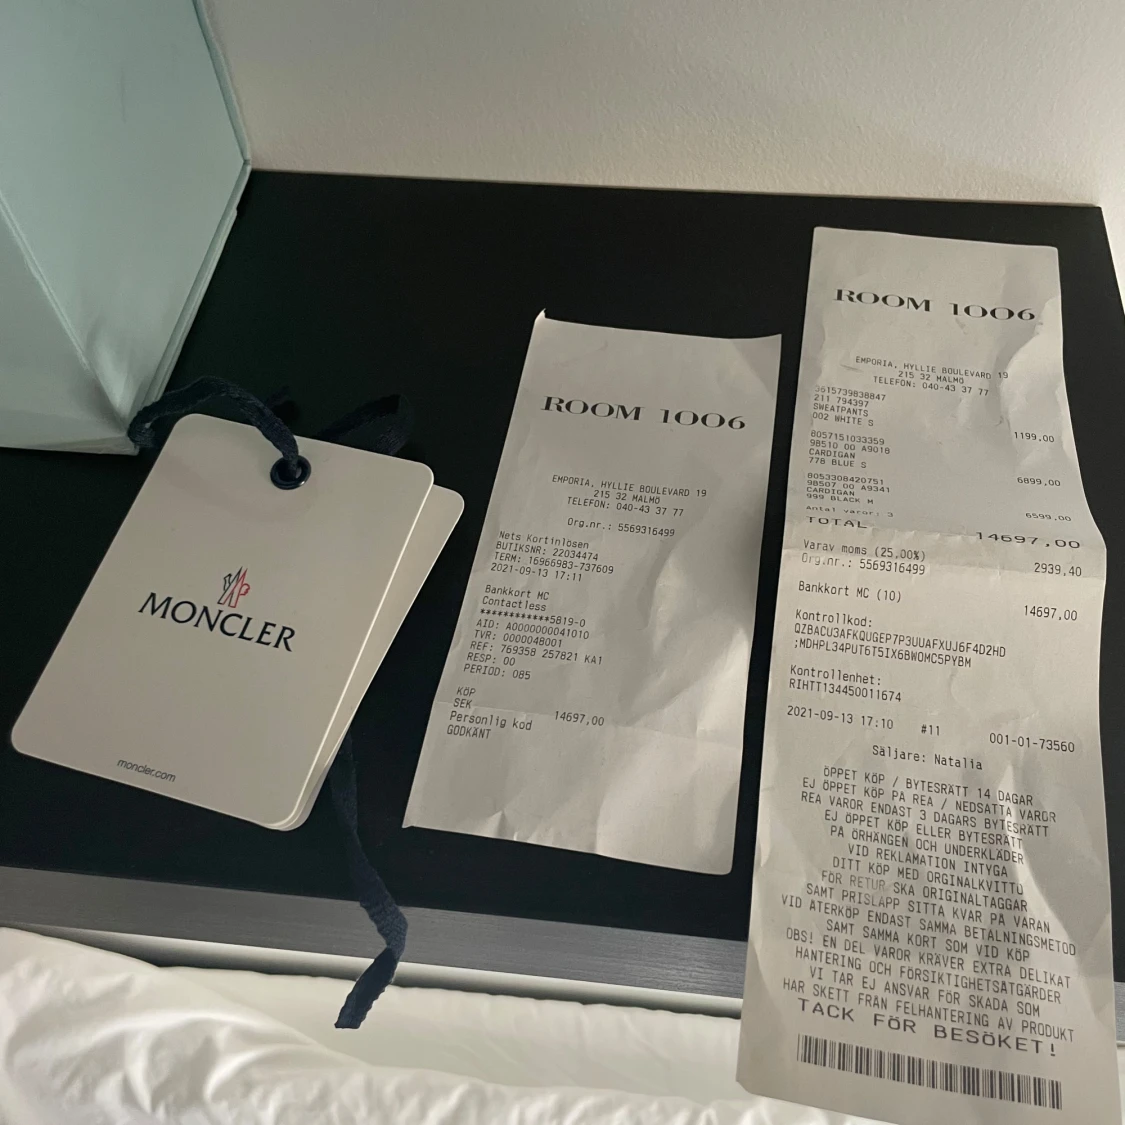 MONCLER
moncler.com
ROOM 1006
EMPORIA, HYLLIE BOULEVARD 19
215 32 MALMÖ
TELEFON: 040-43 37 77
Org.nr.: 5569316499
Nets Kortinlösen
BUTIKSNR: 22034474
TERM: 16966983-737609
2021-09-13 17:11
Bankkort MC
Contactless
************5819-0
AID: A0000000041010
TVR: 0000048001
REF: 769358 257821 KA1
RESP: 00
PERIOD: 085
KÖP
SEK 14697,00
Personlig kod
GODKÄNT
ROOM 1006
EMPORIA, HYLLIE BOULEVARD 19
215 32 MALMÖ
TELEFON: 040-43 37 77
3615739838847
211 794397
SWEATPANTS
002 WHITE S
1199,00
8057151033359
9B510 00 A9018
CARDIGAN
778 BLUE S
6899,00
8053308420751
9B507 00 A9341
CARDIGAN
999 BLACK M
6599,00
Antal varor: 3
TOTAL 14697,00
Varav moms (25,00%) 2939,40
Org.nr.: 5569316499
Bankkort MC (10) 14697,00
Kontrollkod:
QZBACU3AFKQUGEP7P3UUAFXUJ6F4D2HD
;MDHPL34PUT6T5IX6BWOMC5PYBM
Kontrollenhet:
RIHTT134450011674
2021-09-13 17:10 #11 001-01-73560
Säljare: Natalia
ÖPPET KÖP / BYTESRÄTT 14 DAGAR
EJ ÖPPET KÖP PÅ REA / NEDSATTA VAROR
REA VAROR ENDAST 3 DAGARS BYTESRÄTT
EJ ÖPPET KÖP ELLER BYTESRÄTT
PÅ ÖRHÄNGEN OCH UNDERKLÄDER
VID REKLAMATION INTYGA
DITT KÖP MED ORGINALKVITTO
FÖR RETUR SKA ORIGINALTAGGAR
SAMT PRISLAPP SITTA KVAR PÅ VARAN
VID ÅTERKÖP ENDAST SAMMA BETALNINGSMETOD
SAMT SAMMA KORT SOM VID KÖP
OBS! EN DEL VAROR KRÄVER EXTRA DELIKAT
HANTERING OCH FÖRSIKTIGHETSÅTGÄRDER
VI TAR EJ ANSVAR FÖR SKADA SOM
HAR SKETT FRÅN FELHANTERING AV PRODUKT
TACK FÖR BESÖKET!